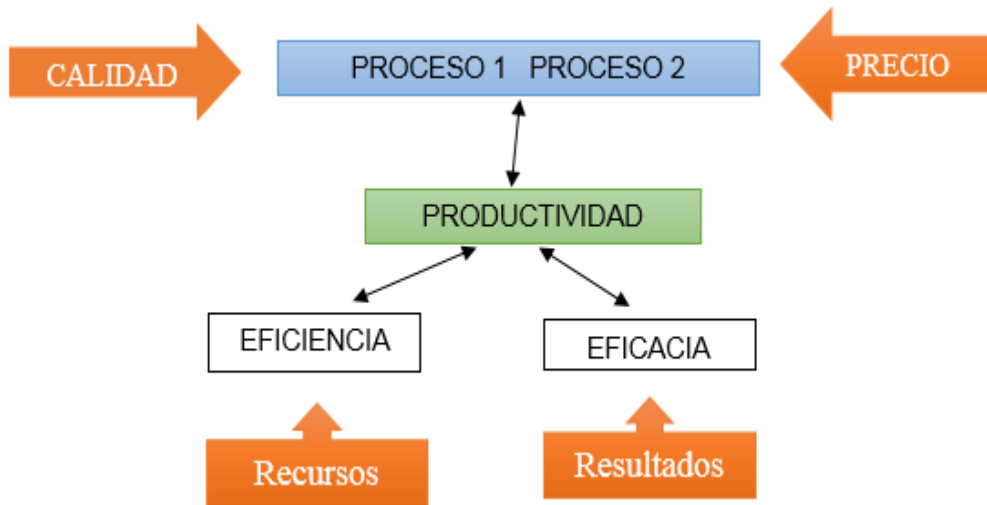 CALIDAD
PROCESO 1 PROCESO 2
PRECIO
PRODUCTIVIDAD
EFICIENCIA
EFICACIA
Recursos
Resultados